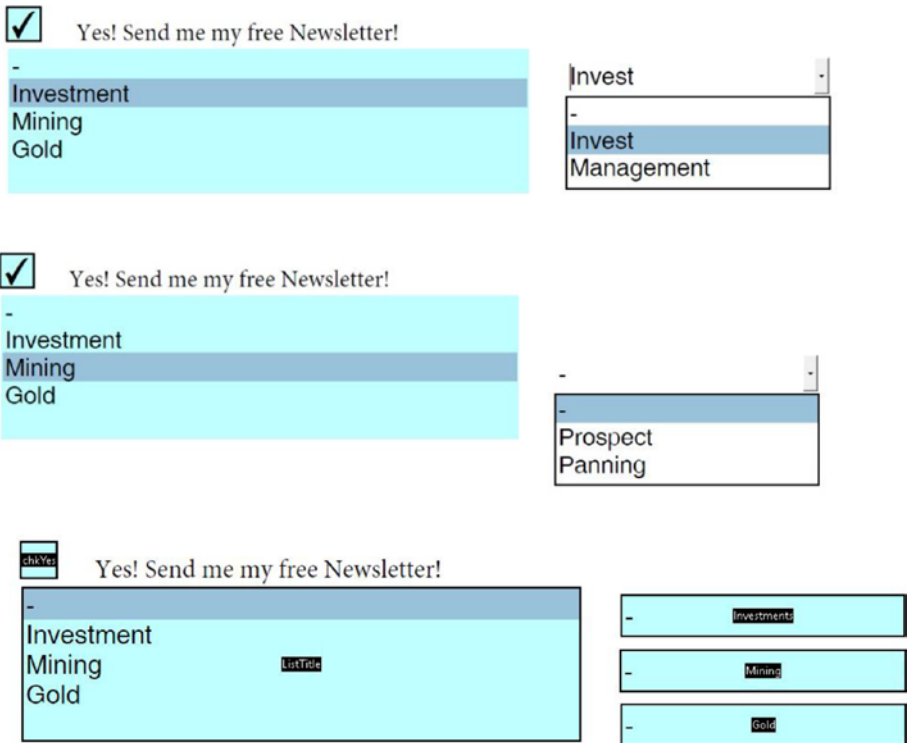 Yes! Send me my free Newsletter!
-
Investment
Mining
Gold
Invest
-
Invest
Management
Yes! Send me my free Newsletter!
-
Investment
Mining
Gold
-
-
Prospect
Panning
chkYes
Yes! Send me my free Newsletter!
-
Investment
Mining
Gold
ListTitle
- Investments
- Mining
- Gold